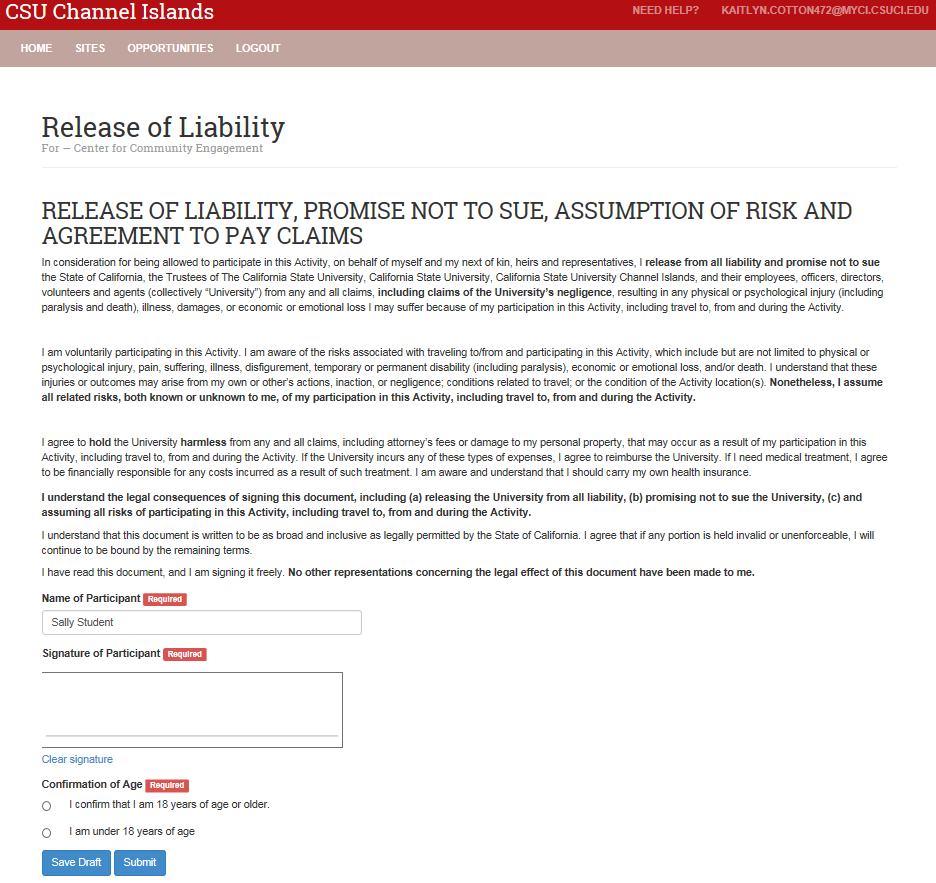 CSU Channel Islands
NEED HELP? KAITLYN.COTTON472@MYCI.CSUCI.EDU
HOME SITES OPPORTUNITIES LOGOUT
Release of Liability
For — Center for Community Engagement
RELEASE OF LIABILITY, PROMISE NOT TO SUE, ASSUMPTION OF RISK AND
AGREEMENT TO PAY CLAIMS
In consideration for being allowed to participate in this Activity, on behalf of myself and my next of kin, heirs and representatives, I release from all liability and promise not to sue
the State of California, the Trustees of The California State University, California State University, California State University Channel Islands, and their employees, officers, directors,
volunteers and agents (collectively “University”) from any and all claims, including claims of the University’s negligence, resulting in any physical or psychological injury (including
paralysis and death), illness, damages, or economic or emotional loss I may suffer because of my participation in this Activity, including travel to, from and during the Activity.
I am voluntarily participating in this Activity. I am aware of the risks associated with traveling to/from and participating in this Activity, which include but are not limited to physical or
psychological injury, pain, suffering, illness, disfigurement, temporary or permanent disability (including paralysis), economic or emotional loss, and/or death. I understand that these
injuries or outcomes may arise from my own or other’s actions, inaction, or negligence; conditions related to travel; or the condition of the Activity location(s). Nonetheless, I assume
all related risks, both known or unknown to me, of my participation in this Activity, including travel to, from and during the Activity.
I agree to hold the University harmless from any and all claims, including attorney’s fees or damage to my personal property, that may occur as a result of my participation in this
Activity, including travel to, from and during the Activity. If the University incurs any of these types of expenses, I agree to reimburse the University. If I need medical treatment, I agree
to be financially responsible for any costs incurred as a result of such treatment. I am aware and understand that I should carry my own health insurance.
I understand the legal consequences of signing this document, including (a) releasing the University from all liability, (b) promising not to sue the University, (c) and
assuming all risks of participating in this Activity, including travel to, from and during the Activity.
I understand that this document is written to be as broad and inclusive as legally permitted by the State of California. I agree that if any portion is held invalid or unenforceable, I will
continue to be bound by the remaining terms.
I have read this document, and I am signing it freely. No other representations concerning the legal effect of this document have been made to me.
Name of Participant Required
Sally Student
Signature of Participant Required
Clear signature
Confirmation of Age Required
I confirm that I am 18 years of age or older.
I am under 18 years of age
Save Draft Submit